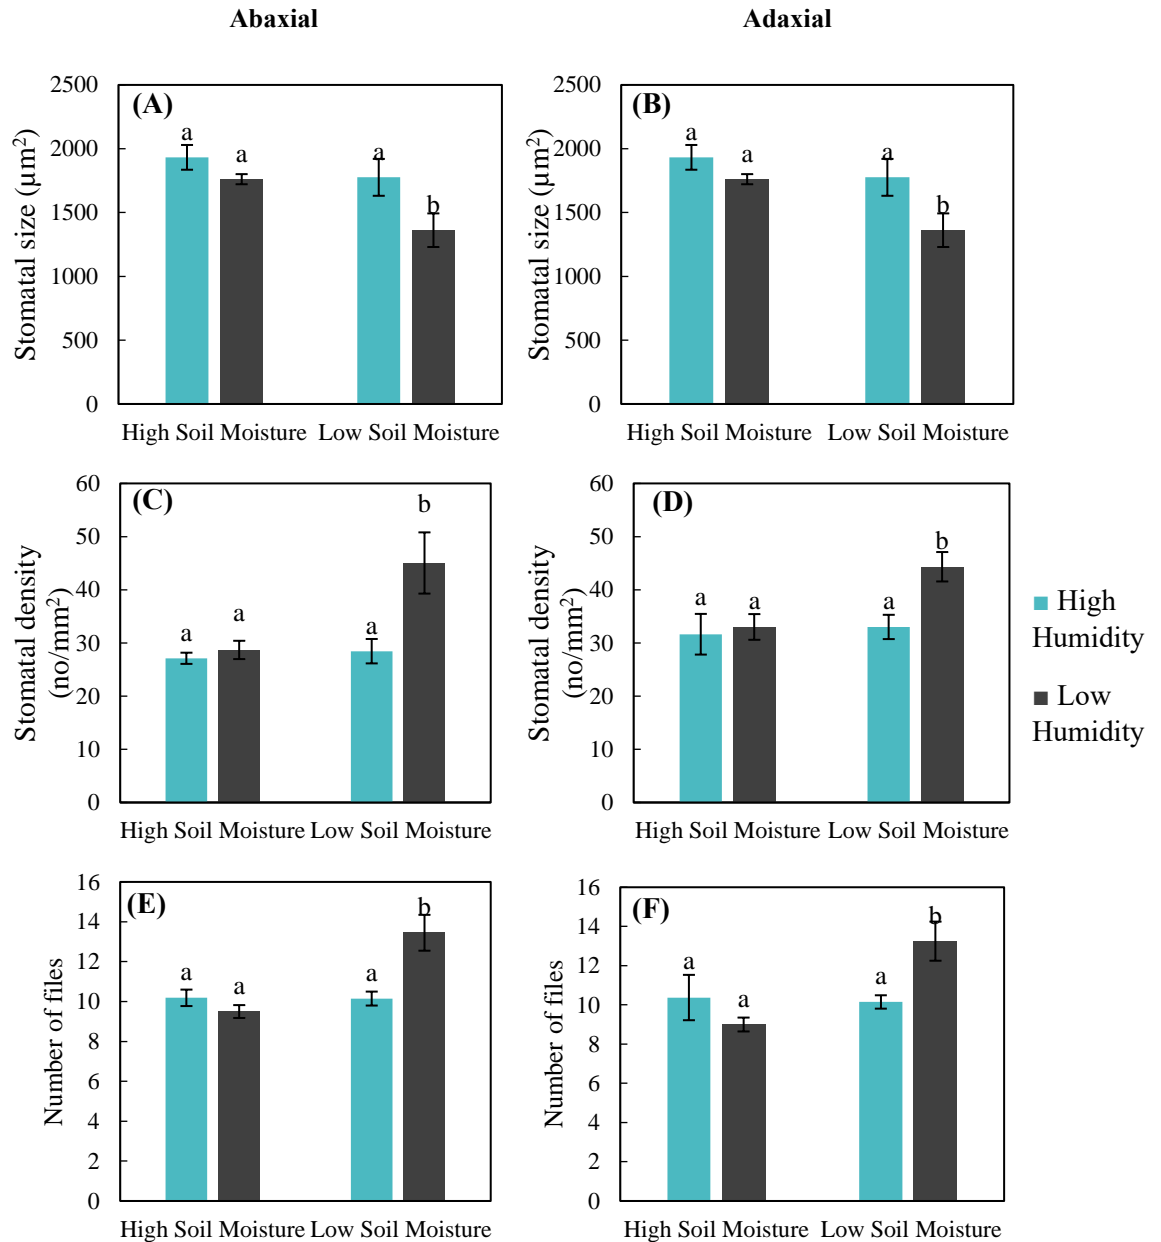 Abaxial
Adaxial
(A)
Stomatal size (µm²)
2500
2000
1500
1000
500
0
a
a
a
b
High Soil Moisture
Low Soil Moisture
(B)
Stomatal size (µm²)
2500
2000
1500
1000
500
0
a
a
a
b
High Soil Moisture
Low Soil Moisture
(C)
Stomatal density
(no/mm²)
60
50
40
30
20
10
0
a
a
a
b
High Soil Moisture
Low Soil Moisture
(D)
Stomatal density
(no/mm²)
60
50
40
30
20
10
0
a
a
a
b
High Soil Moisture
Low Soil Moisture
High
Humidity
Low
Humidity
(E)
Number of files
16
14
12
10
8
6
4
2
0
a
a
a
b
High Soil Moisture
Low Soil Moisture
(F)
Number of files
16
14
12
10
8
6
4
2
0
a
a
a
b
High Soil Moisture
Low Soil Moisture